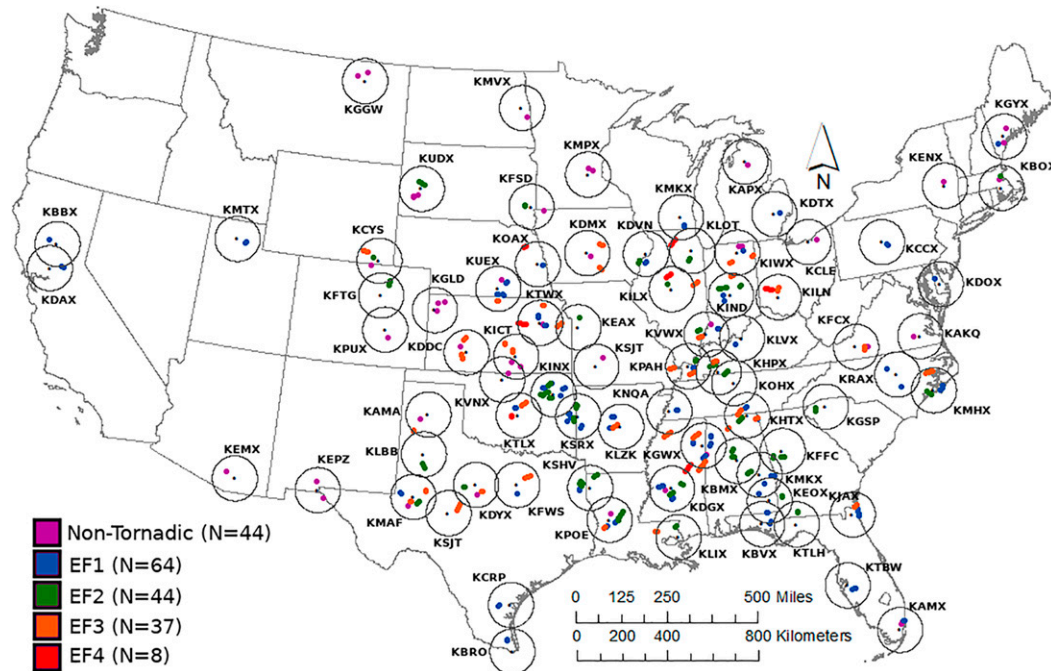 KGGW
KMVX
KGYX
KMPX
KUDX
KFSD
KAPX
KENX
KBOX
N
KBBX
KMTX
KMKX
KDTX
KCYS
KOAX
KDMX
KDVN
KLOT
KCCX
KUEX
KIWX
KCLE
KDAX
KGLD
KDOX
KFTG
KTWX
KILX
KIND
KILN
KPUX
KEAX
KVWX
KFCX
KDDC
KICT
KLVX
KAKQ
KSJT
KPAH
KHPX
KINX
KVNX
KNQA
KOHX
KRAX
KAMA
KMHX
KTLX
KSRX
KHTX
KGSP
KLZK
KGWX
KLBB
KFFC
KEMX
KEPZ
KSHV
KBMX
KMKX
KEOX
KJAX
KMAF
KDYX
KFWS
KDGX
KSJT
KPOE
KLIX
KBVX
KTLH
KTBW
KCRP
KAMX
KBRO
Non-Tornadic (N=44)
EF1 (N=64)
EF2 (N=44)
EF3 (N=37)
EF4 (N=8)
0 125 250 500 Miles
0 200 400 800 Kilometers